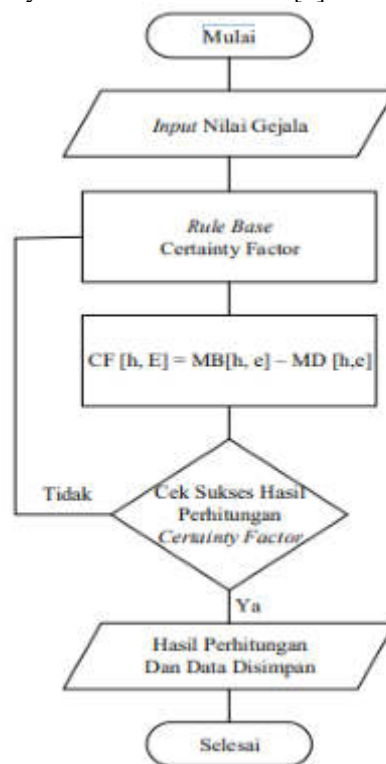 Mulai
Input Nilai Gejala
Rule Base
Certainty Factor
CF [h, E] = MB[h, e] – MD [h,e]
Tidak
Cek Sukses Hasil
Perhitungan
Certainty Factor
Ya
Hasil Perhitungan
Dan Data Disimpan
Selesai